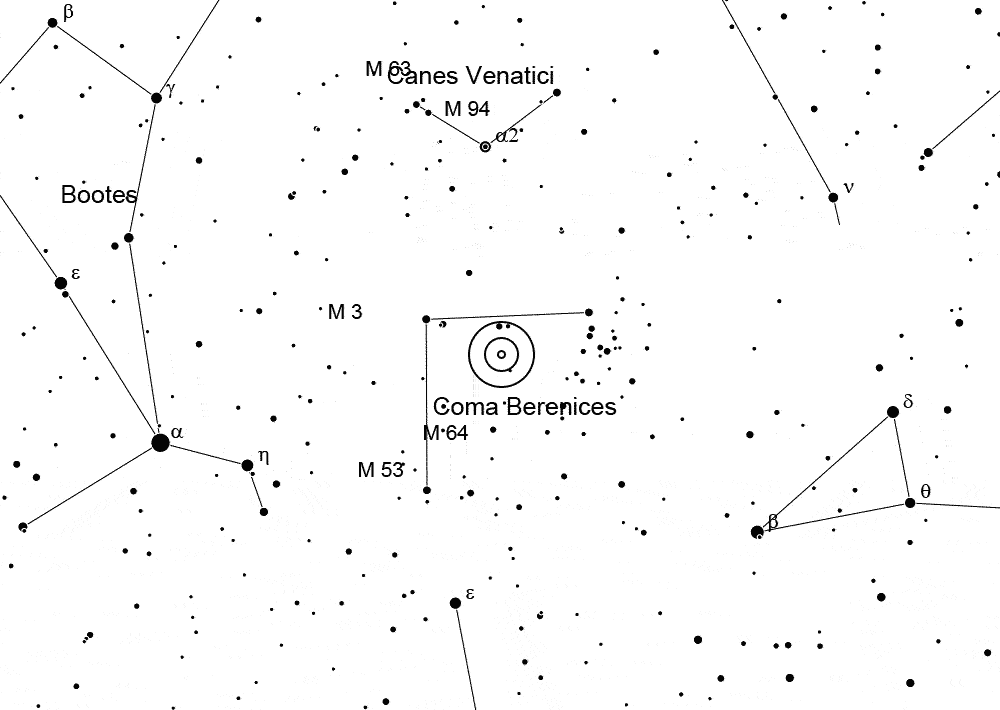 β
M 63
Canes Venatici
γ
M 94
α2
Bootes
ν
ε
M 3
δ
Coma Berenices
α
M 64
η
M 53
θ
β
ε